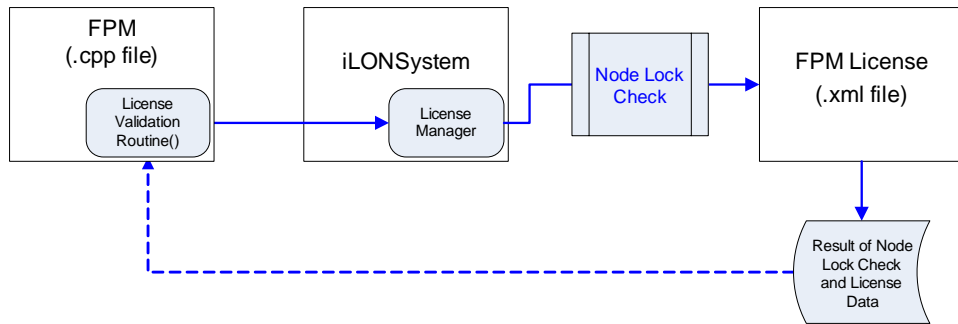 FPM
(.cpp file)
License
Validation
Routine()
iLONSystem
License
Manager
Node Lock
Check
FPM License
(.xml file)
Result of Node
Lock Check
and License
Data